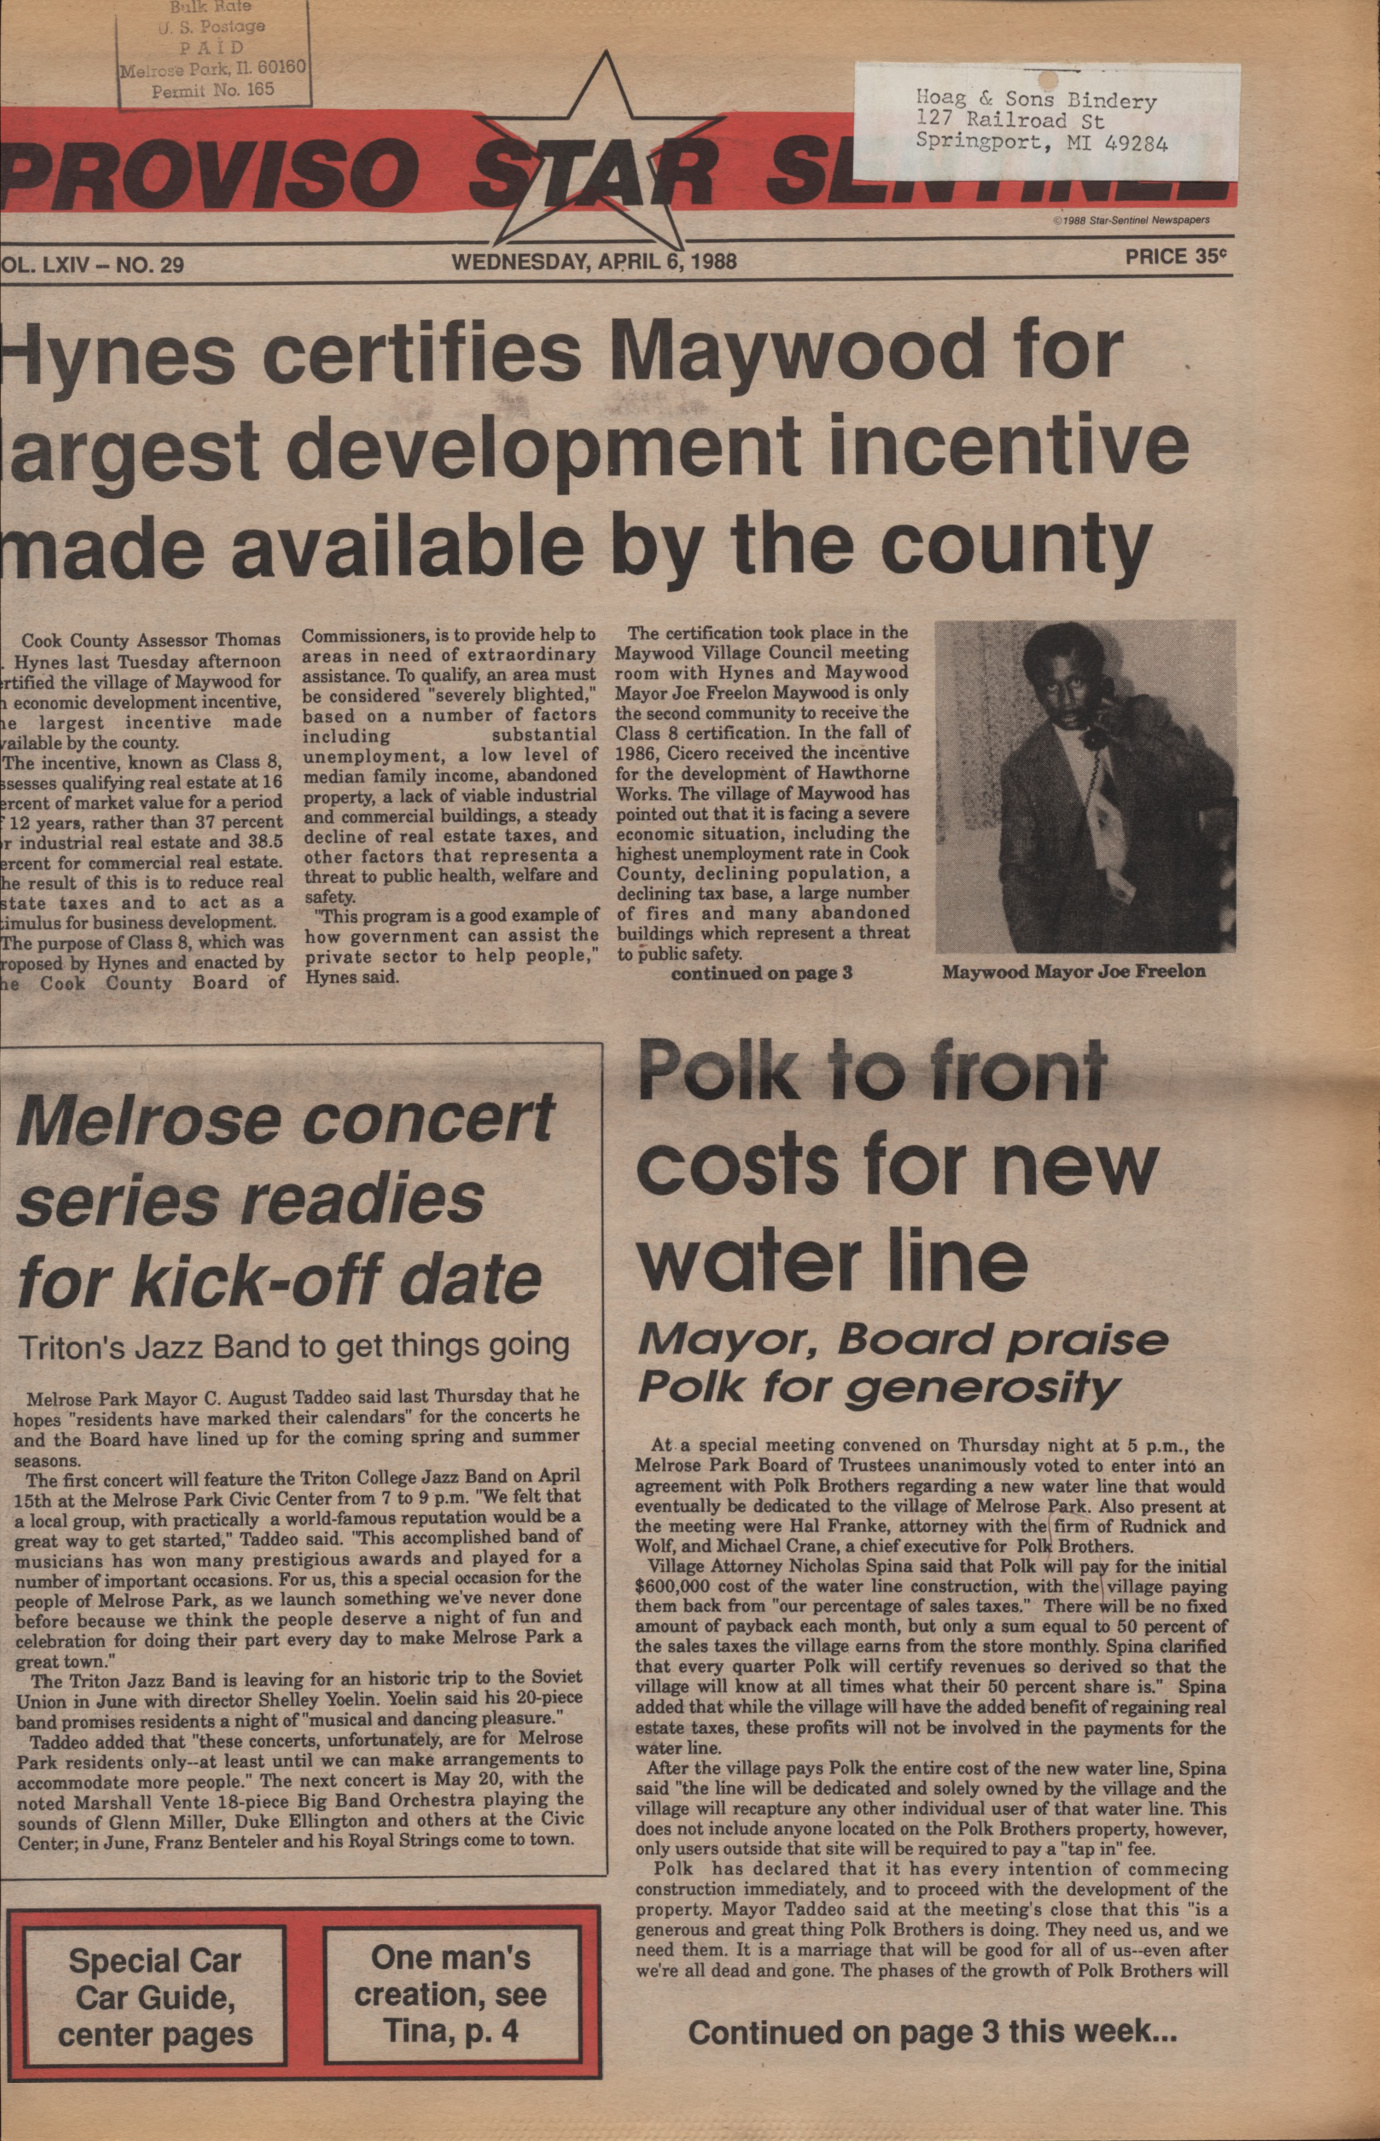 Bulk Rate
U. S. Postage
PAID
Melrose Park, Il. 60160
Permit No. 165
Hoag & Sons Bindery
127 Railroad St
Springport, MI 49284
PROVISO STAR SENTINEL
©1988 Star-Sentinel Newspapers
OL. LXIV – NO. 29
WEDNESDAY, APRIL 6, 1988
PRICE 35¢
Hynes certifies Maywood for
largest development incentive
made available by the county
Cook County Assessor Thomas
. Hynes last Tuesday afternoon
rtified the village of Maywood for
n economic development incentive,
he largest incentive made
vailable by the county.
The incentive, known as Class 8,
ssesses qualifying real estate at 16
ercent of market value for a period
f 12 years, rather than 37 percent
or industrial real estate and 38.5
ercent for commercial real estate.
he result of this is to reduce real
state taxes and to act as a
timulus for business development.
The purpose of Class 8, which was
roposed by Hynes and enacted by
he Cook County Board of
Commissioners, is to provide help to
areas in need of extraordinary
assistance. To qualify, an area must
be considered "severely blighted,"
based on a number of factors
including substantial
unemployment, a low level of
median family income, abandoned
property, a lack of viable industrial
and commercial buildings, a steady
decline of real estate taxes, and
other factors that representa a
threat to public health, welfare and
safety.
"This program is a good example of
how government can assist the
private sector to help people,"
Hynes said.
The certification took place in the
Maywood Village Council meeting
room with Hynes and Maywood
Mayor Joe Freelon Maywood is only
the second community to receive the
Class 8 certification. In the fall of
1986, Cicero received the incentive
for the development of Hawthorne
Works. The village of Maywood has
pointed out that it is facing a severe
economic situation, including the
highest unemployment rate in Cook
County, declining population, a
declining tax base, a large number
of fires and many abandoned
buildings which represent a threat
to public safety.
continued on page 3
Maywood Mayor Joe Freelon
Melrose concert
series readies
for kick-off date
Triton's Jazz Band to get things going
Melrose Park Mayor C. August Taddeo said last Thursday that he
hopes "residents have marked their calendars" for the concerts he
and the Board have lined up for the coming spring and summer
seasons.
The first concert will feature the Triton College Jazz Band on April
15th at the Melrose Park Civic Center from 7 to 9 p.m. "We felt that
a local group, with practically a world-famous reputation would be a
great way to get started," Taddeo said. "This accomplished band of
musicians has won many prestigious awards and played for a
number of important occasions. For us, this a special occasion for the
people of Melrose Park, as we launch something we've never done
before because we think the people deserve a night of fun and
celebration for doing their part every day to make Melrose Park a
great town."
The Triton Jazz Band is leaving for an historic trip to the Soviet
Union in June with director Shelley Yoelin. Yoelin said his 20-piece
band promises residents a night of "musical and dancing pleasure."
Taddeo added that "these concerts, unfortunately, are for Melrose
Park residents only--at least until we can make arrangements to
accommodate more people." The next concert is May 20, with the
noted Marshall Vente 18-piece Big Band Orchestra playing the
sounds of Glenn Miller, Duke Ellington and others at the Civic
Center; in June, Franz Benteler and his Royal Strings come to town.
Special Car
Car Guide,
center pages
One man's
creation, see
Tina, p. 4
Polk to front
costs for new
water line
Mayor, Board praise
Polk for generosity
At a special meeting convened on Thursday night at 5 p.m., the
Melrose Park Board of Trustees unanimously voted to enter into an
agreement with Polk Brothers regarding a new water line that would
eventually be dedicated to the village of Melrose Park. Also present at
the meeting were Hal Franke, attorney with the firm of Rudnick and
Wolf, and Michael Crane, a chief executive for Polk Brothers.
Village Attorney Nicholas Spina said that Polk will pay for the initial
$600,000 cost of the water line construction, with the village paying
them back from "our percentage of sales taxes." There will be no fixed
amount of payback each month, but only a sum equal to 50 percent of
the sales taxes the village earns from the store monthly. Spina clarified
that every quarter Polk will certify revenues so derived so that the
village will know at all times what their 50 percent share is." Spina
added that while the village will have the added benefit of regaining real
estate taxes, these profits will not be involved in the payments for the
water line.
After the village pays Polk the entire cost of the new water line, Spina
said "the line will be dedicated and solely owned by the village and the
village will recapture any other individual user of that water line. This
does not include anyone located on the Polk Brothers property, however,
only users outside that site will be required to pay a "tap in" fee.
Polk has declared that it has every intention of commecing
construction immediately, and to proceed with the development of the
property. Mayor Taddeo said at the meeting's close that this "is a
generous and great thing Polk Brothers is doing. They need us, and we
need them. It is a marriage that will be good for all of us--even after
we're all dead and gone. The phases of the growth of Polk Brothers will
Continued on page 3 this week...